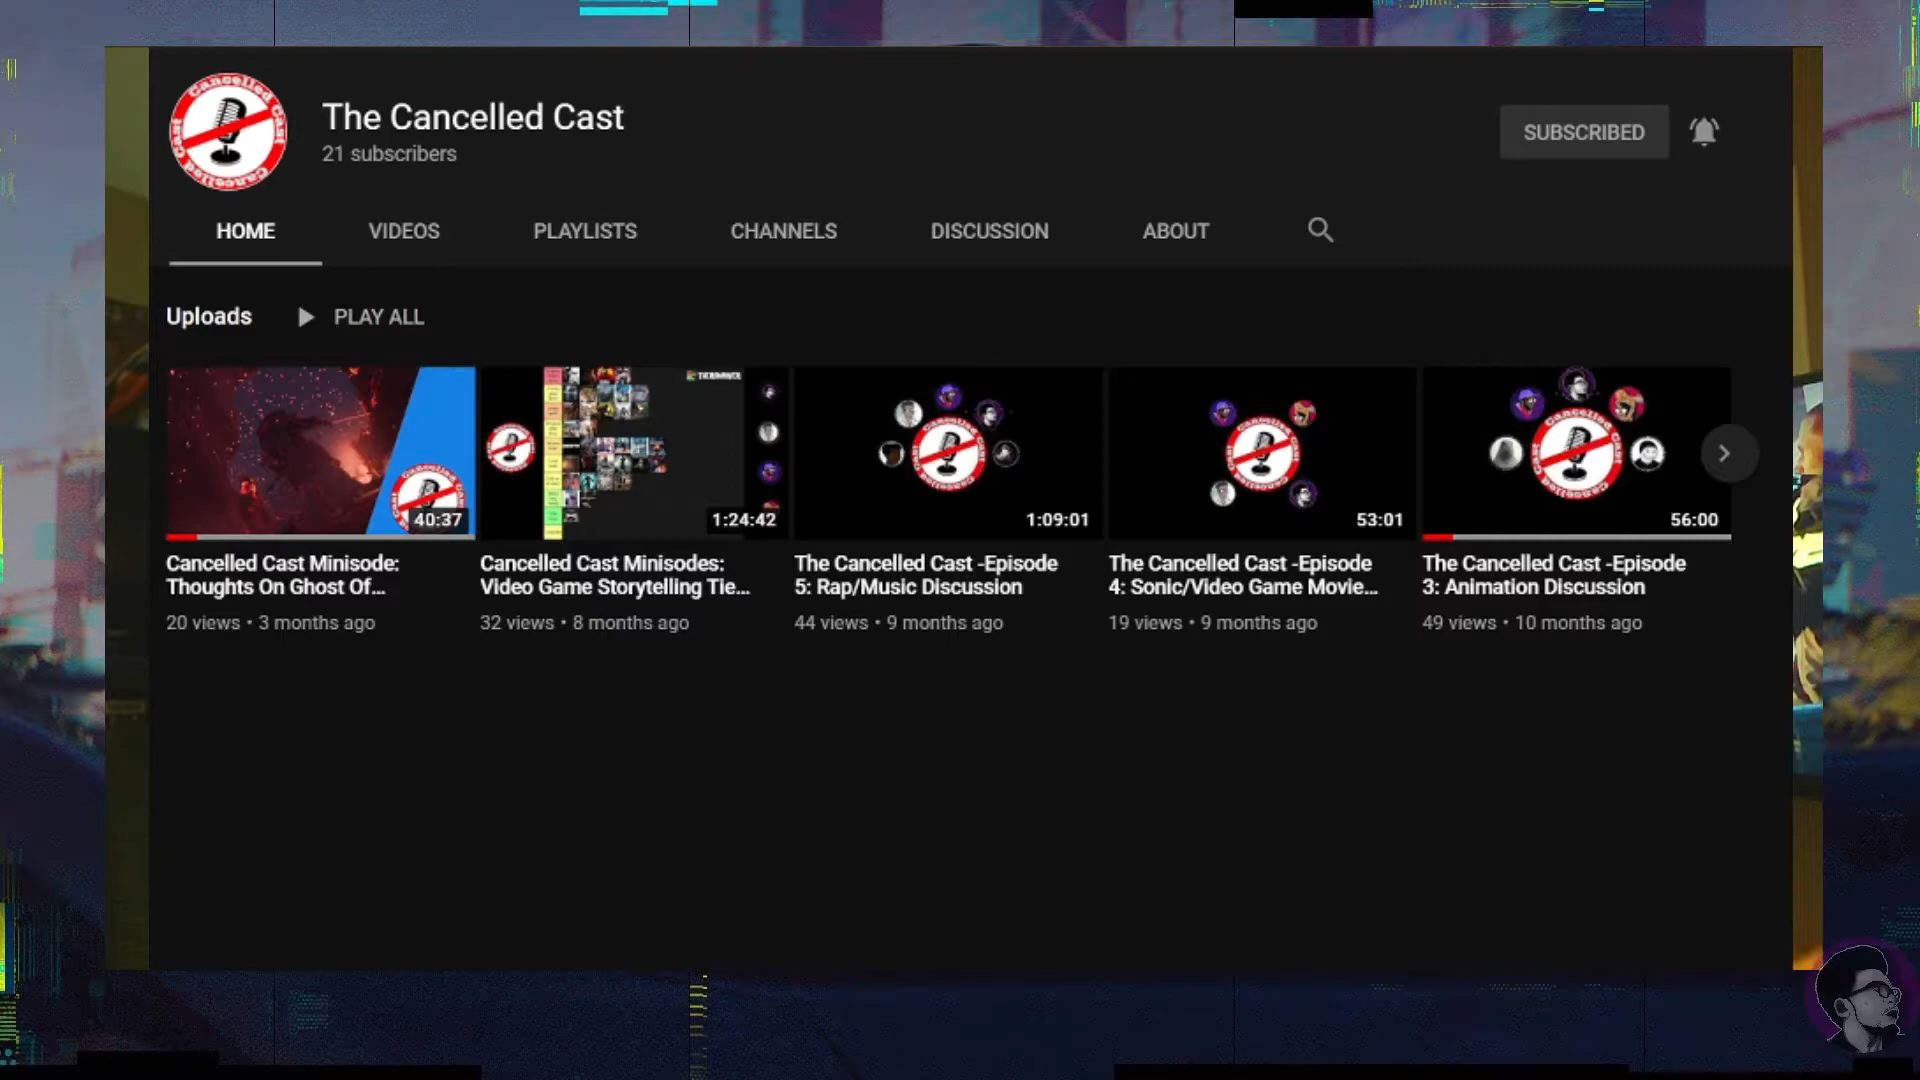 The Cancelled Cast
21 subscribers
SUBSCRIBED
HOME
VIDEOS
PLAYLISTS
CHANNELS
DISCUSSION
ABOUT
Uploads
PLAY ALL
40:37
1:24:42
1:09:01
53:01
56:00
Cancelled Cast Minisode:
Thoughts On Ghost Of...
20 views • 3 months ago
Cancelled Cast Minisodes:
Video Game Storytelling Tie...
32 views • 8 months ago
The Cancelled Cast -Episode
5: Rap/Music Discussion
44 views • 9 months ago
The Cancelled Cast -Episode
4: Sonic/Video Game Movie...
19 views • 9 months ago
The Cancelled Cast -Episode
3: Animation Discussion
49 views • 10 months ago
Cancelled Cast
Cancelled Cast